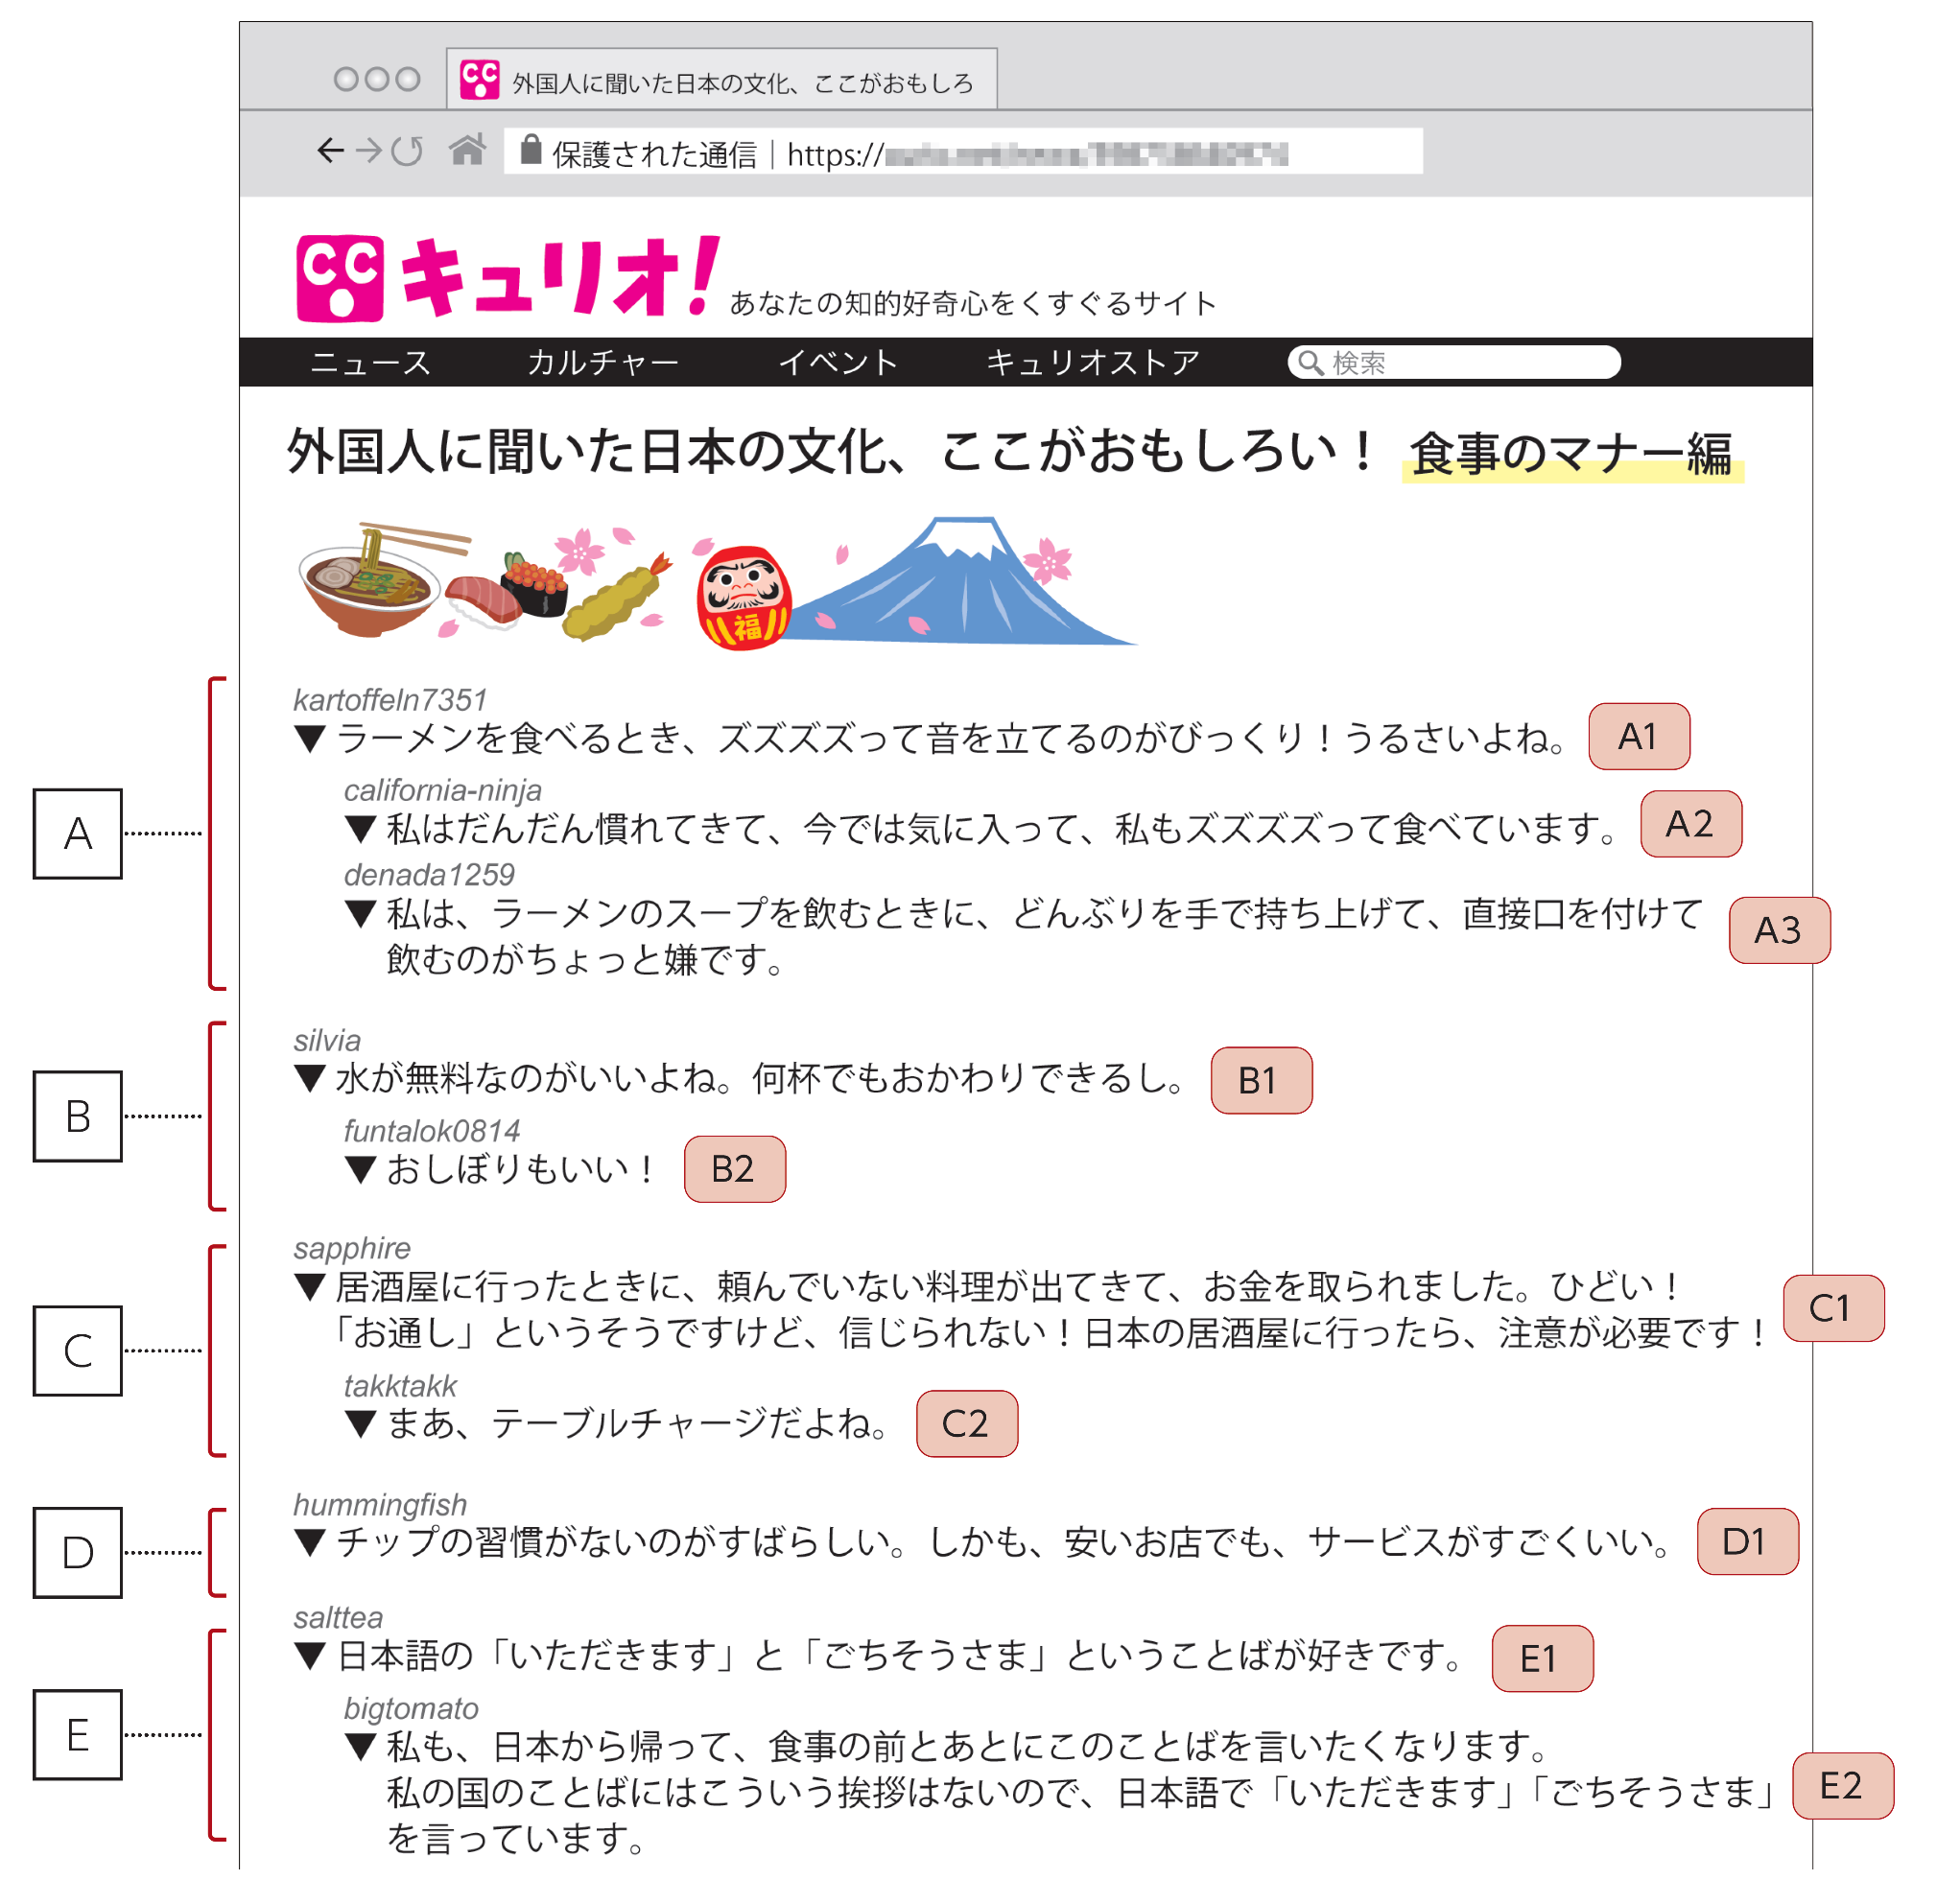 外国人に聞いた日本の文化、ここがおもしろ
保護された通信｜https://
キュリオ！ あなたの知的好奇心をくすぐるサイト
ニュース カルチャー イベント キュリオストア 検索
外国人に聞いた日本の文化、ここがおもしろい！ 食事のマナー編
福
A
kartoffeln7351
▼ ラーメンを食べるとき、ズズズズって音を立てるのがびっくり！うるさいよね。 A1
california-ninja
▼ 私はだんだん慣れてきて、今では気に入って、私もズズズズって食べています。 A2
denada1259
▼ 私は、ラーメンのスープを飲むときに、どんぶりを手で持ち上げて、直接口を付けて
飲むのがちょっと嫌です。 A3
B
silvia
▼ 水が無料なのがいいよね。何杯でもおかわりできるし。 B1
funtalok0814
▼ おしぼりもいい！ B2
C
sapphire
▼ 居酒屋に行ったときに、頼んでいない料理が出てきて、お金を取られました。ひどい！
「お通し」というそうですけど、信じられない！日本の居酒屋に行ったら、注意が必要です！ C1
takktakk
▼ まあ、テーブルチャージだよね。 C2
D
hummingfish
▼ チップの習慣がないのがすばらしい。しかも、安いお店でも、サービスがすごくいい。 D1
E
salttea
▼ 日本語の「いただきます」と「ごちそうさま」ということばが好きです。 E1
bigtomato
▼ 私も、日本から帰って、食事の前とあとにこのことばを言いたくなります。
私の国のことばにはこういう挨拶はないので、日本語で「いただきます」「ごちそうさま」 E2
を言っています。